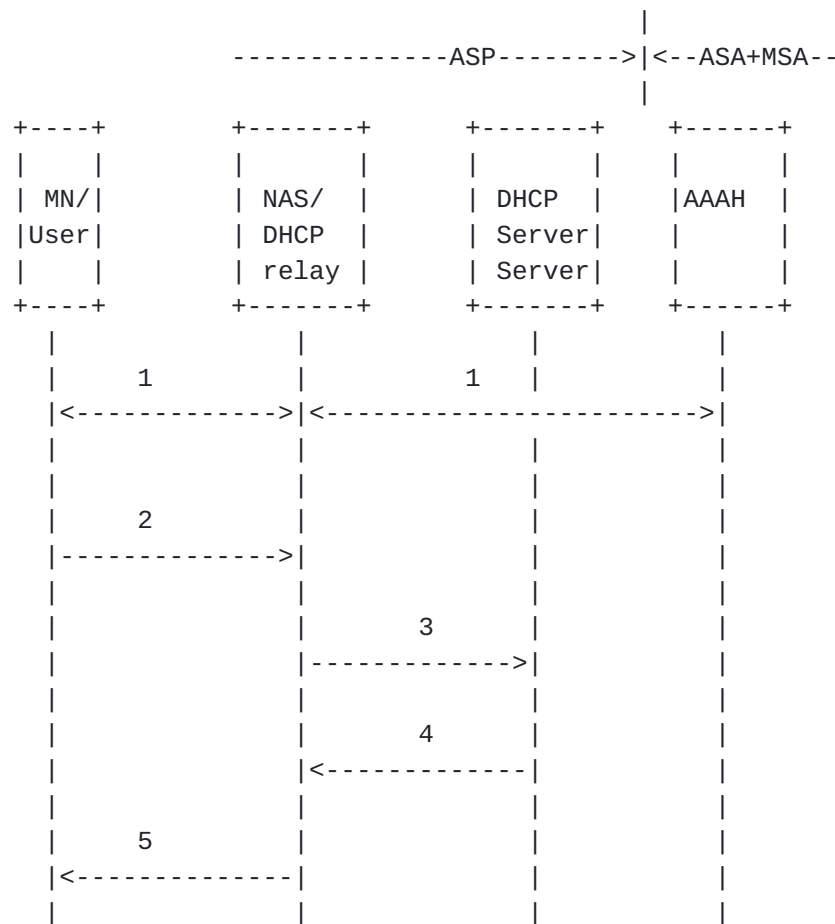 |
                 --------------ASP-------->|<--ASA+MSA--
                                                 |
+----+          +-------+        +-------+     +------+
|    |          |       |        |       |     |      |
| MN/|          | NAS/  |        | DHCP  |     |AAAH  |
|User|          | DHCP  |        | Server|     |      |
|    |          | relay |        | Server|     |      |
+----+          +-------+        +-------+     +------+
  |                  |                 |             |
  |     1            |           1     |             |
  |<------------->|<------------------------->|
  |                  |                 |             |
  |                  |                 |             |
  |     2            |                 |             |
  |-------------->|                 |             |
  |                  |                 |             |
  |                  |       3         |             |
  |                  |------------->|             |
  |                  |                 |             |
  |                  |       4         |             |
  |                  |<-------------|             |
  |                  |                 |             |
  |     5            |                 |             |
  |<--------------|                 |             |
  |                  |                 |             |